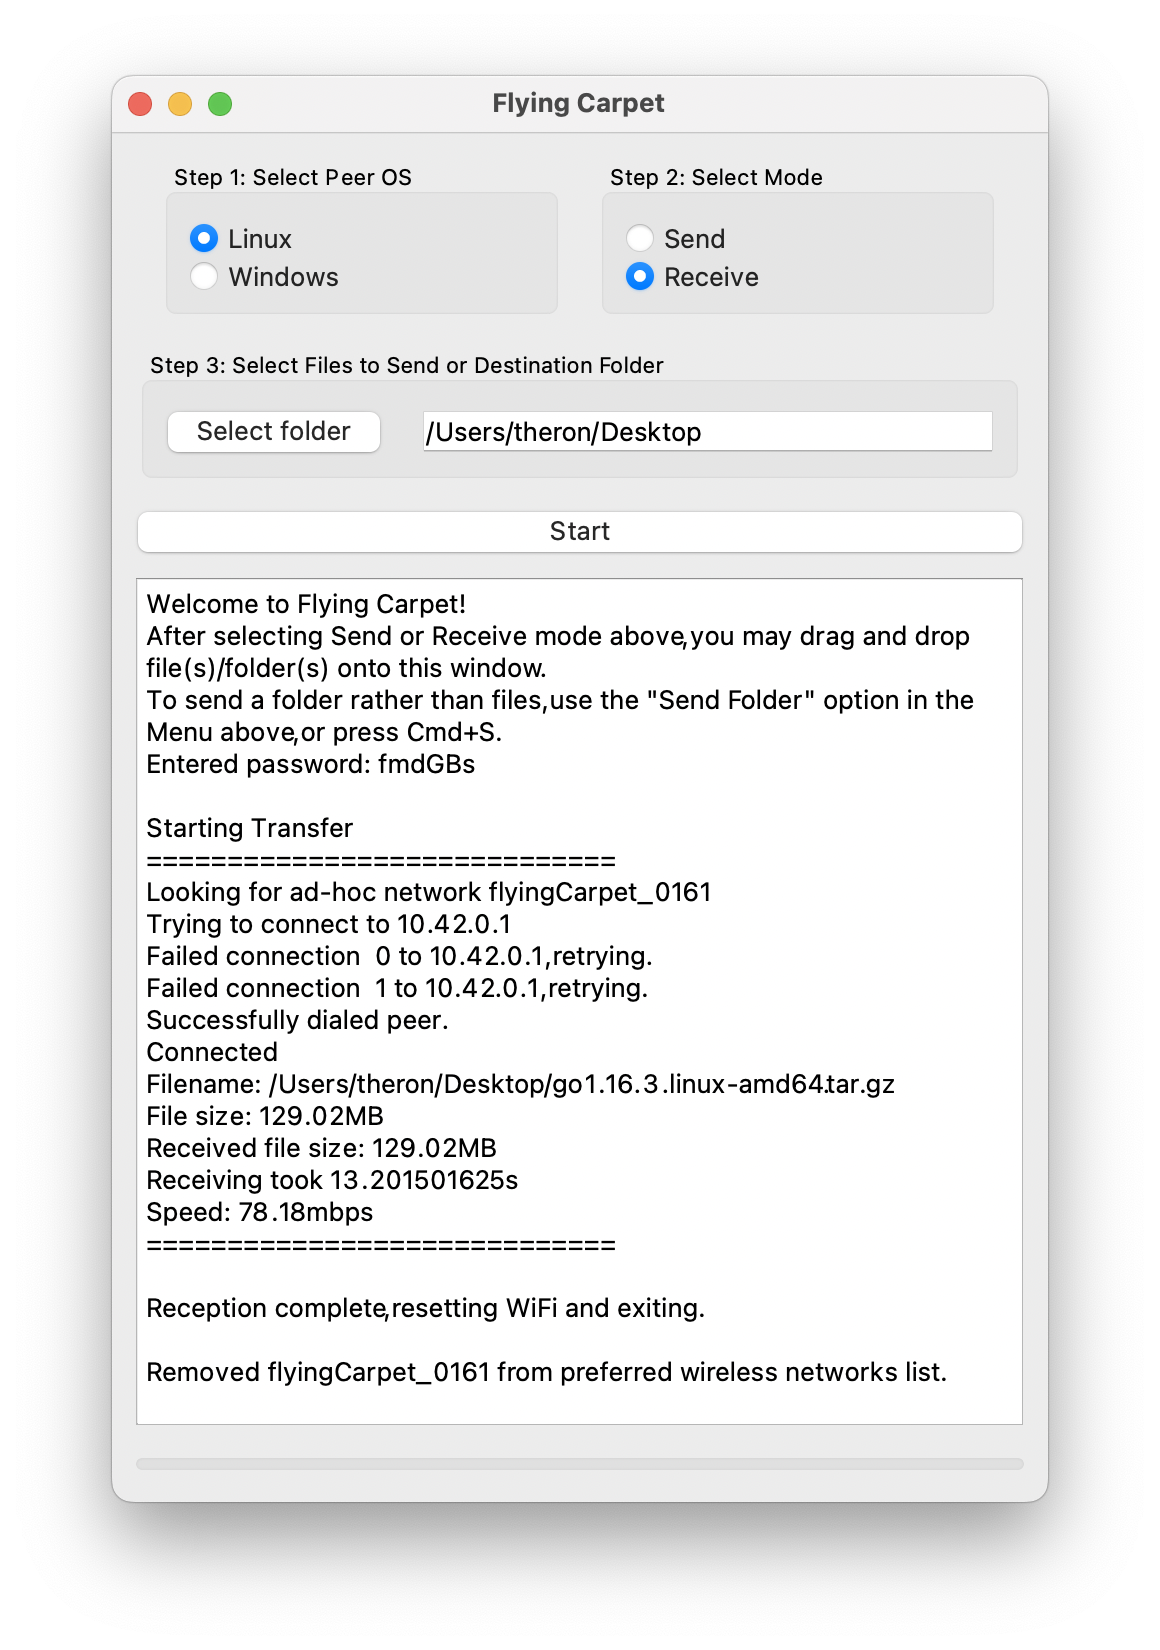 Flying Carpet
Step 1: Select Peer OS
Linux
Windows
Step 2: Select Mode
Send
Receive
Step 3: Select Files to Send or Destination Folder
Select folder
/Users/theron/Desktop
Start
Welcome to Flying Carpet!
After selecting Send or Receive mode above,you may drag and drop
file(s)/folder(s) onto this window.
To send a folder rather than files,use the "Send Folder" option in the
Menu above,or press Cmd+S.
Entered password: fmdGBs
Starting Transfer
=============================
Looking for ad-hoc network flyingCarpet_0161
Trying to connect to 10.42.0.1
Failed connection  0 to 10.42.0.1,retrying.
Failed connection  1 to 10.42.0.1,retrying.
Successfully dialed peer.
Connected
Filename: /Users/theron/Desktop/go1.16.3.linux-amd64.tar.gz
File size: 129.02MB
Received file size: 129.02MB
Receiving took 13.201501625s
Speed: 78.18mbps
=============================
Reception complete,resetting WiFi and exiting.
Removed flyingCarpet_0161 from preferred wireless networks list.